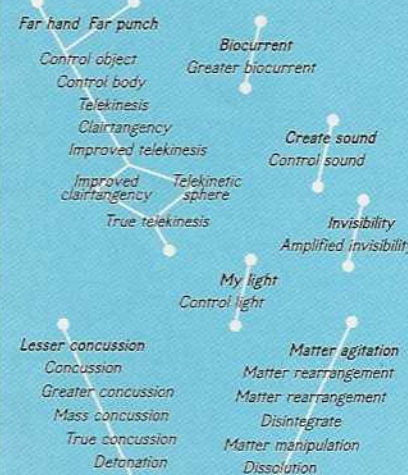 Far hand Far punch
Control object
Control body
Telekinesis
Clairtangency
Improved telekinesis
Improved clairtangency
Telekinetic sphere
True telekinesis
Biocurrent
Greater biocurrent
Create sound
Control sound
Invisibility
Amplified invisibility
My light
Control light
Lesser concussion
Concussion
Greater concussion
Mass concussion
True concussion
Detonation
Matter agitation
Matter rearrangement
Matter rearrangement
Disintegrate
Matter manipulation
Dissolution